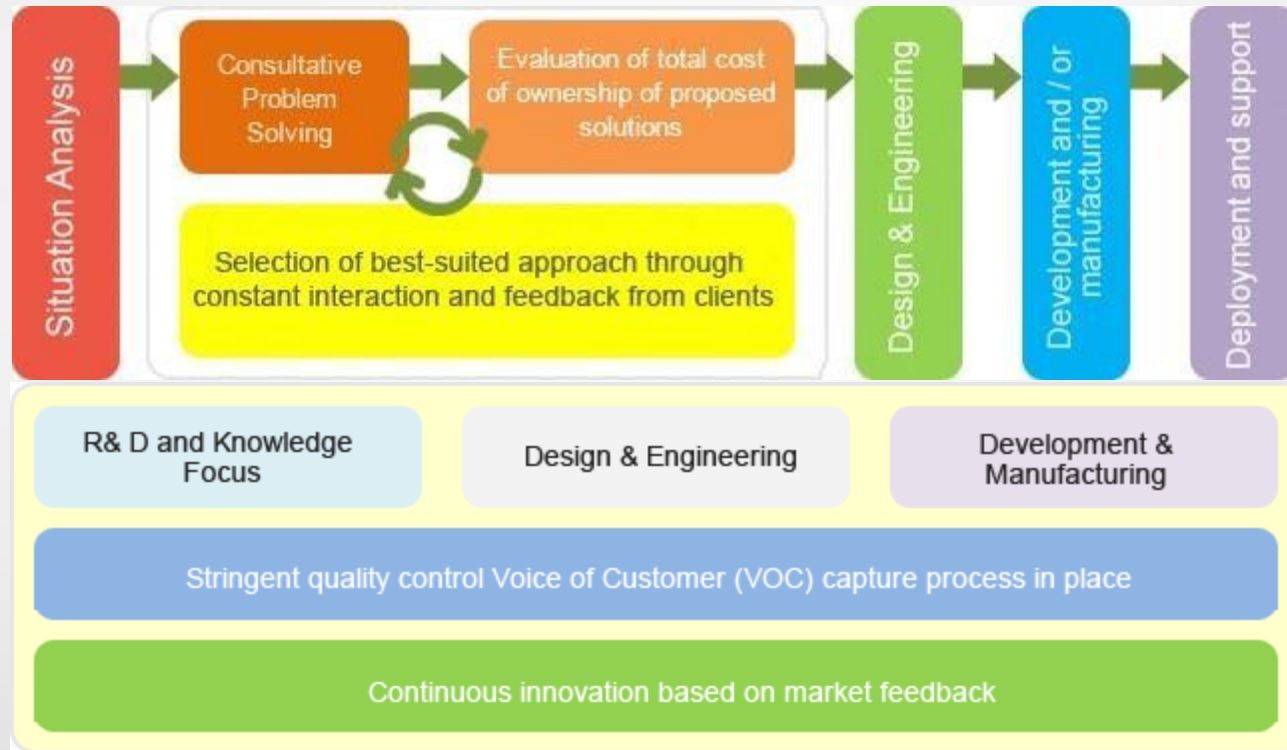 Situation Analysis
Consultative
Problem
Solving
Evaluation of total cost
of ownership of proposed
solutions
Selection of best-suited approach through
constant interaction and feedback from clients
Design & Engineering
Development and / or
manufacturing
Deployment and support
R& D and Knowledge
Focus
Design & Engineering
Development &
Manufacturing
Stringent quality control Voice of Customer (VOC) capture process in place
Continuous innovation based on market feedback